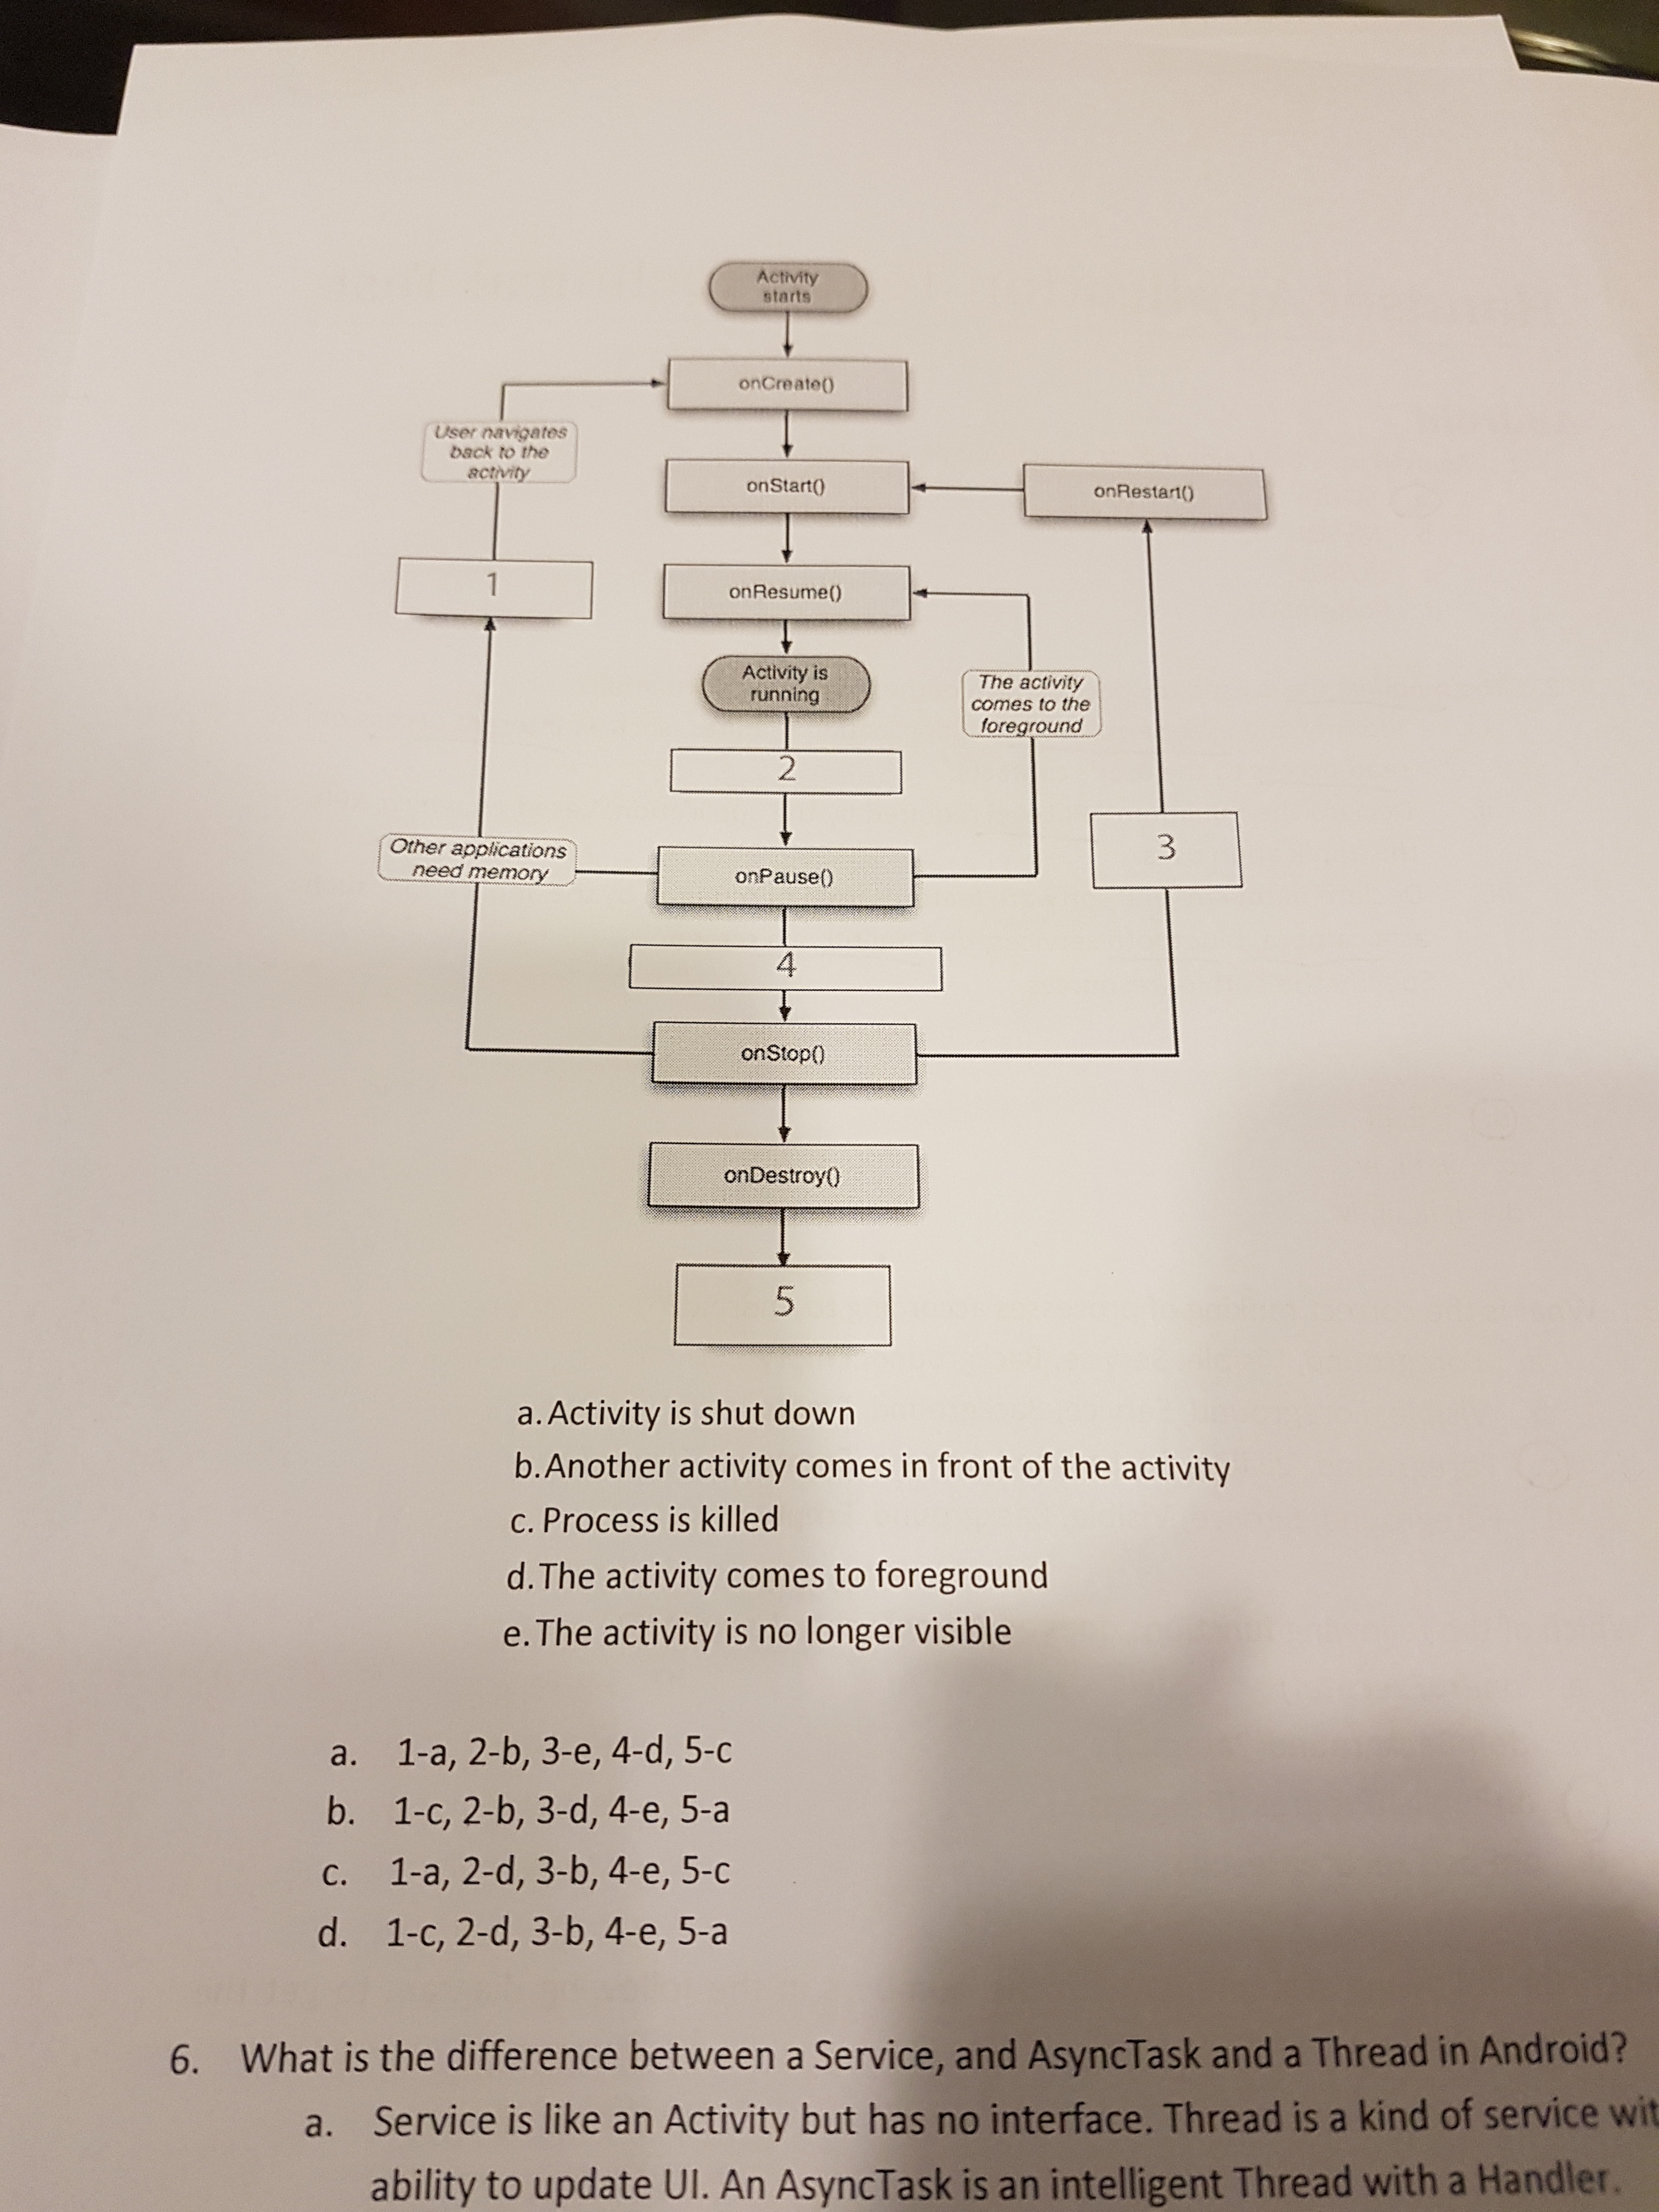 Activity
starts
onCreate()
User navigates
back to the
activity
onStart()
onRestart()
1
onResume()
Activity is
running
The activity
comes to the
foreground
2
3
Other applications
need memory
onPause()
4
onStop()
onDestroy()
5
a. Activity is shut down
b. Another activity comes in front of the activity
c. Process is killed
d. The activity comes to foreground
e. The activity is no longer visible
a. 1-a, 2-b, 3-e, 4-d, 5-c
b. 1-c, 2-b, 3-d, 4-e, 5-a
c. 1-a, 2-d, 3-b, 4-e, 5-c
d. 1-c, 2-d, 3-b, 4-e, 5-a
6. What is the difference between a Service, and AsyncTask and a Thread in Android?
a. Service is like an Activity but has no interface. Thread is a kind of service
ability to update UI. An AsyncTask is an intelligent Thread with a Handler.